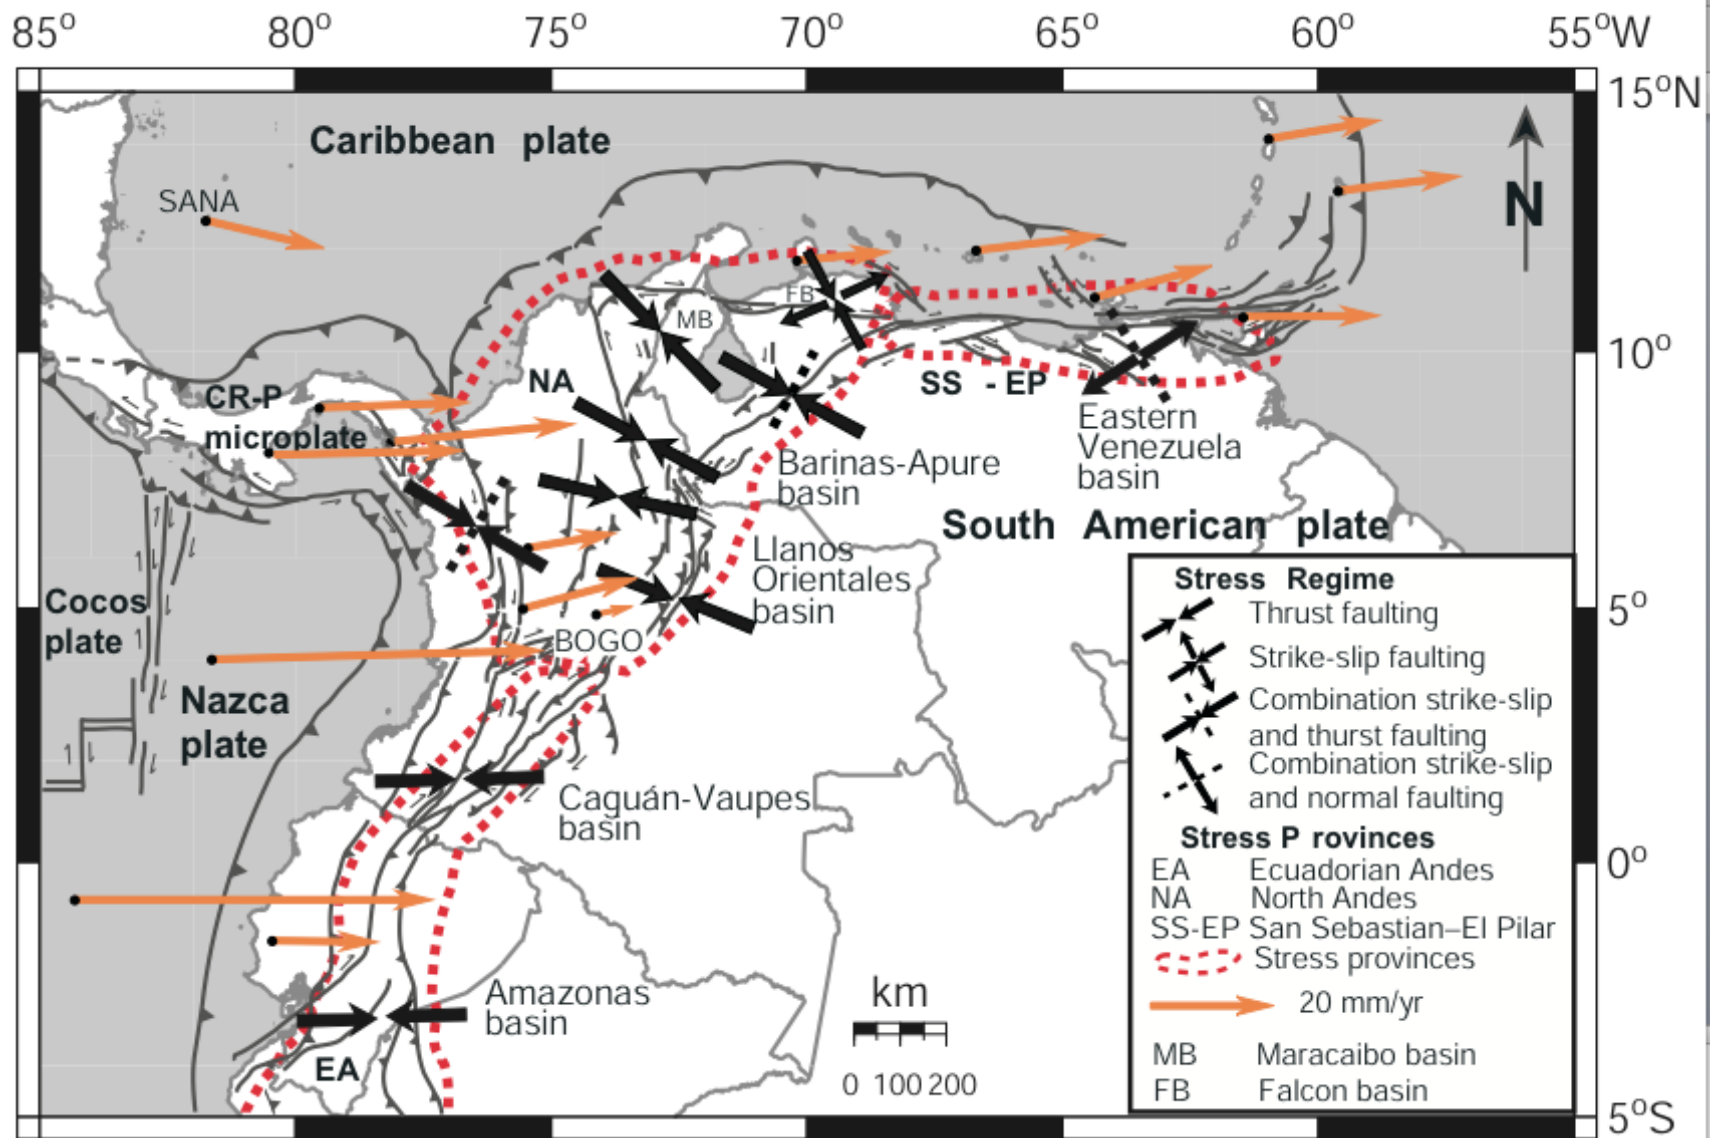 85° 80° 75° 70° 65° 60° 55°W
15°N
Caribbean plate
SANA
N
FB
MB
10°
NA
SS - EP
CR-P
microplate
Eastern
Venezuela
basin
Barinas-Apure
basin
South American plate
Llanos
Orientales
basin
Cocos
plate
5°
BOGO
Nazca
plate
Caguán-Vaupes
basin
0°
Amazonas
basin
EA
km
0 100 200
5°S
Stress Regime
Thrust faulting
Strike-slip faulting
Combination strike-slip
and thurst faulting
Combination strike-slip
and normal faulting
Stress P rovinces
EA Ecuadorian Andes
NA North Andes
SS-EP San Sebastian–El Pilar
Stress provinces
20 mm/yr
MB Maracaibo basin
FB Falcon basin